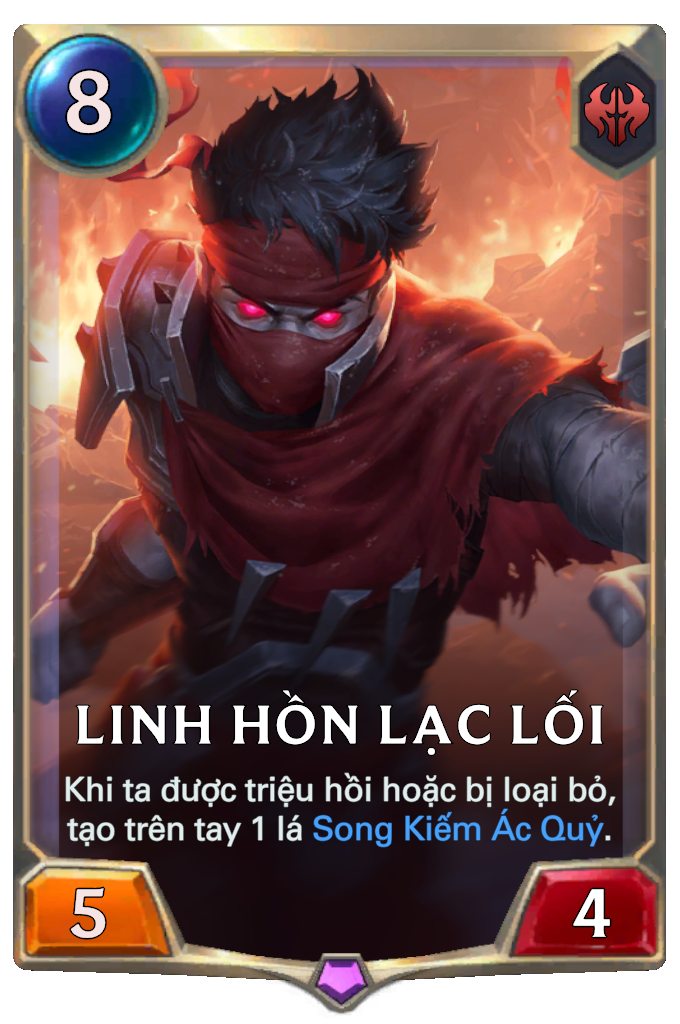 8
LINH HỒN LẠC LỐI
Khi ta được triệu hồi hoặc bị loại bỏ,
tạo trên tay 1 lá Song Kiếm Ác Quỷ.
5
4